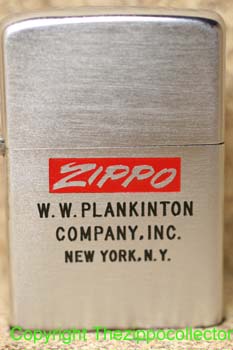 ZIPPO
W.W. PLANKINTON
COMPANY, INC.
NEW YORK, N.Y.
Copyright Thezippocollector